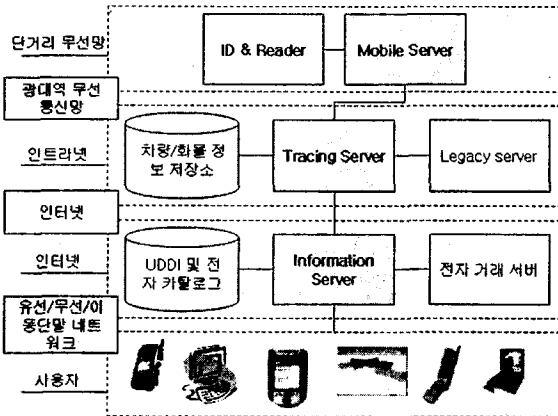 단거리 무선망
ID & Reader
Mobile Server
광대역 무선
통신망
인트라넷
차량/화물 정
보 저장소
Tracing Server
Legacy server
인터넷
인터넷
UDDI 및 전
자 카탈로그
Information
Server
전자 거래 서버
유선/무선/이
용단말 네트
워크
사용자